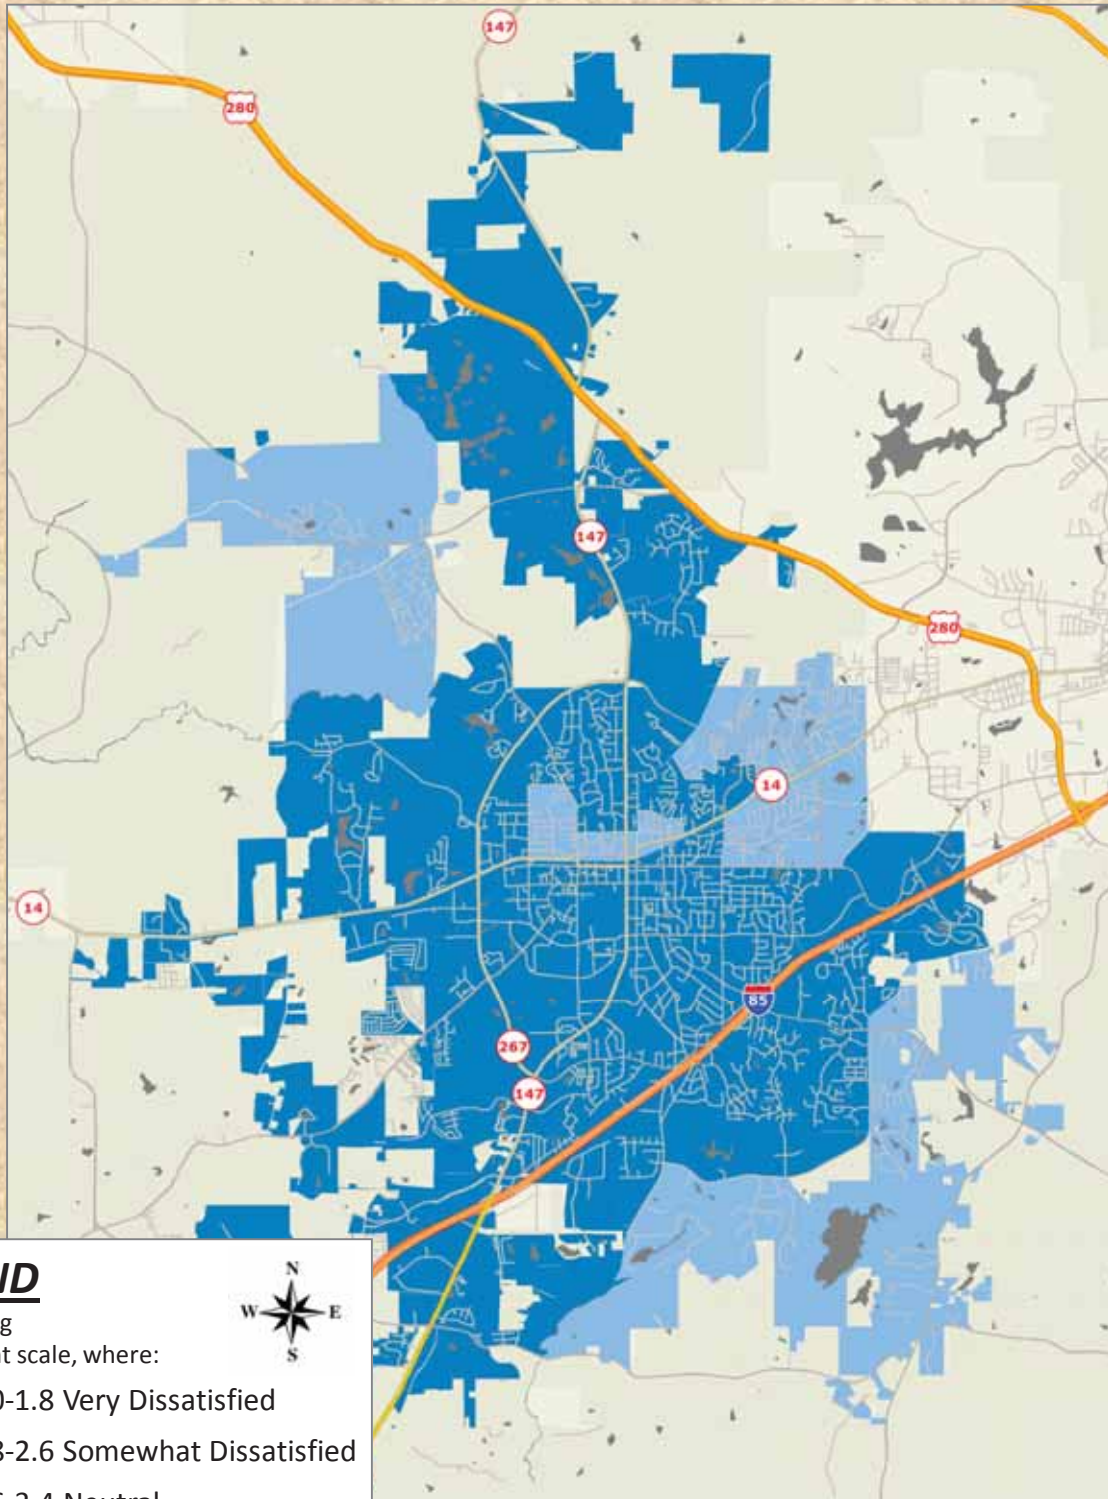 147
280
147
280
14
14
85
267
147
ND
N
W E
S
g
at scale, where:
0-1.8 Very Dissatisfied
8-2.6 Somewhat Dissatisfied